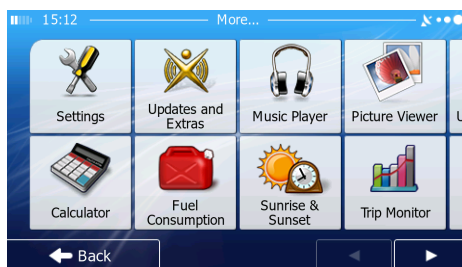 15:12
More...
Settings
Updates and
Extras
Music Player
Picture Viewer
Calculator
Fuel
Consumption
Sunrise &
Sunset
Trip Monitor
Back